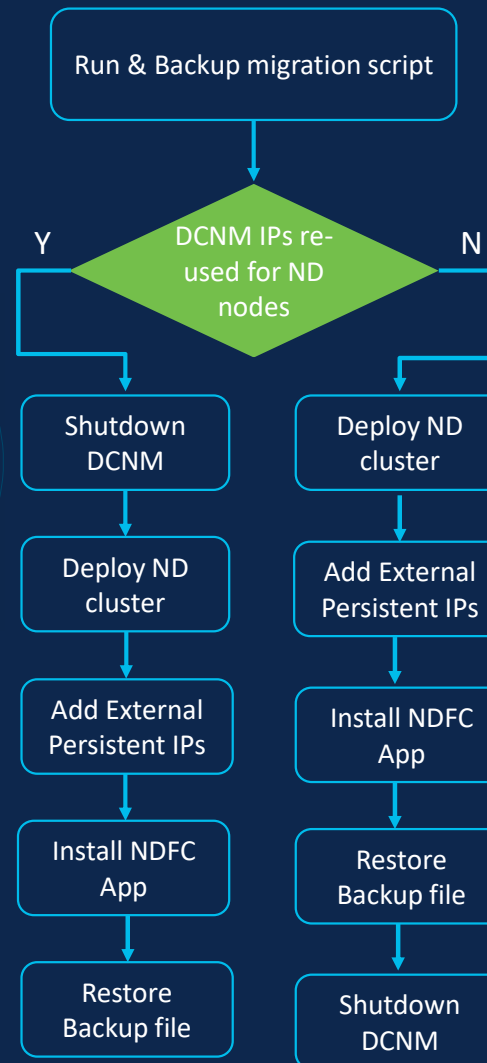 Run & Backup migration script
Y
DCNM IPs re-
used for ND
nodes
N
Shutdown
DCNM
Deploy ND
cluster
Add External
Persistent IPs
Install NDFC
App
Restore
Backup file
Deploy ND
cluster
Add External
Persistent IPs
Install NDFC
App
Restore
Backup file
Shutdown
DCNM